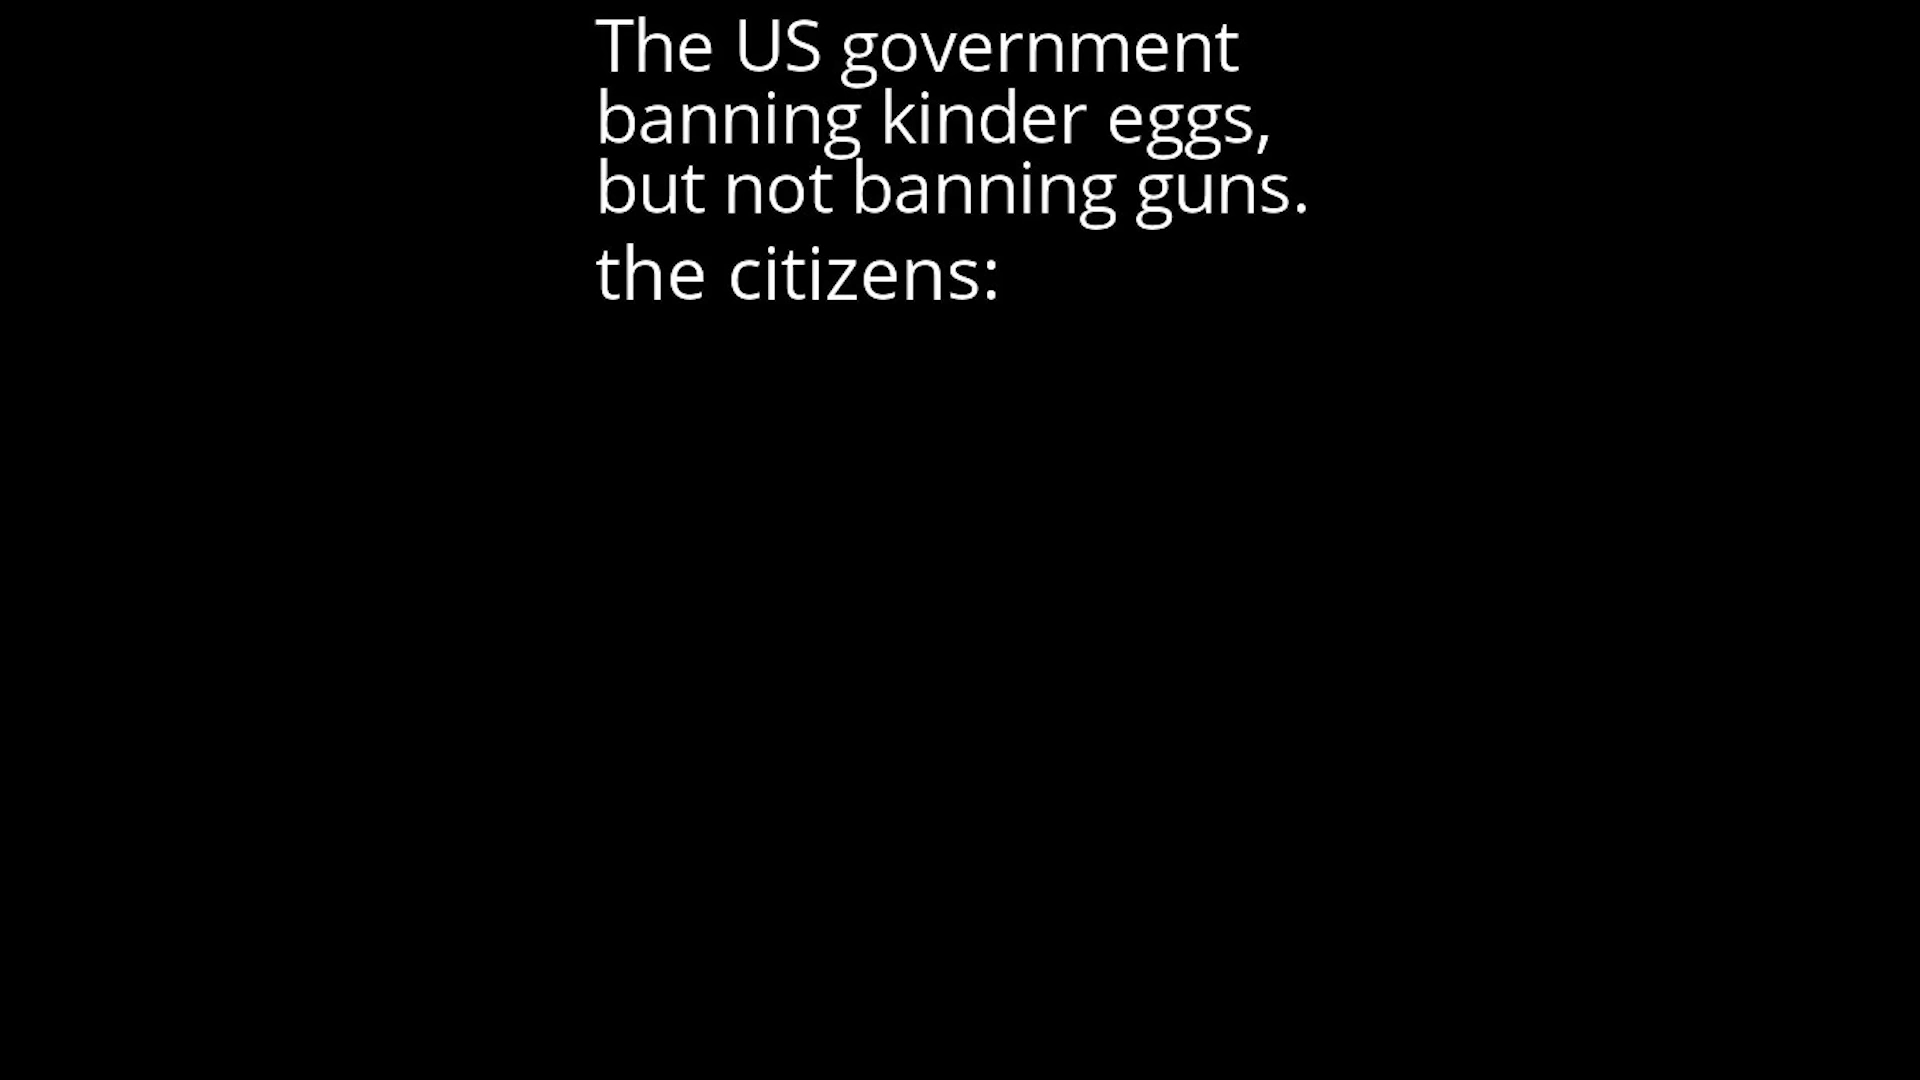 The US government
banning kinder eggs,
but not banning guns.
the citizens: